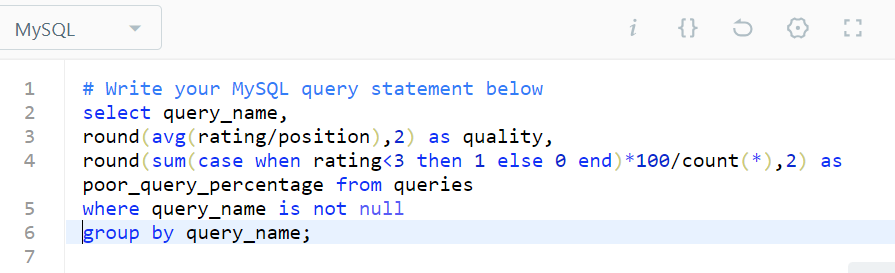 MySQL
i {}
1 # Write your MySQL query statement below
2 select query_name,
3 round(avg(rating/position),2) as quality,
4 round(sum(case when rating<3 then 1 else 0 end)*100/count(*),2) as
poor_query_percentage from queries
5 where query_name is not null
6 group by query_name;
7